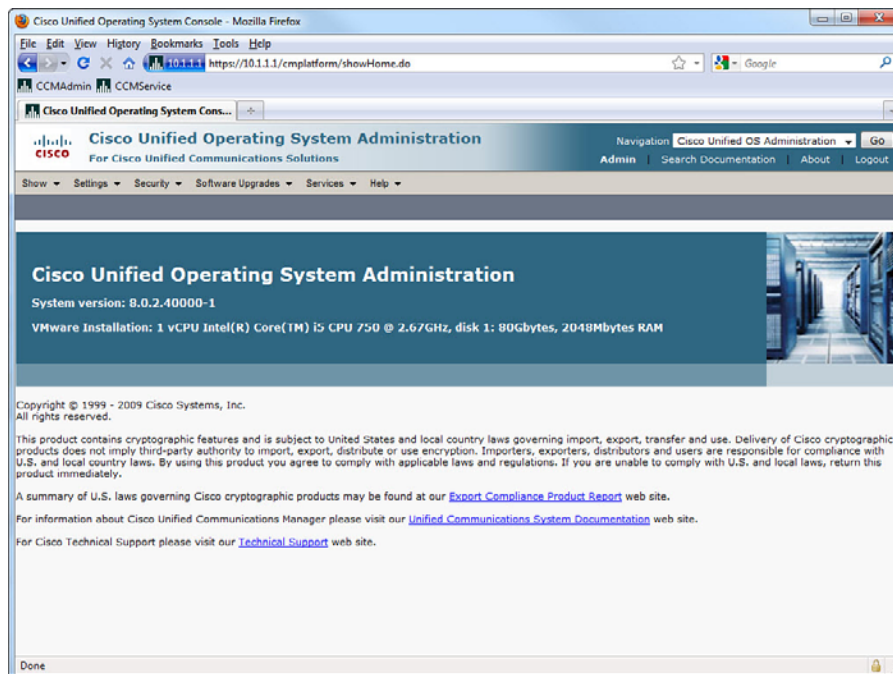 Cisco Unified Operating System Console - Mozilla Firefox
File Edit View History Bookmarks Tools Help
10.1.1.1 https://10.1.1.1/cmplatform/showHome.do
Google
CCMAdmin CCMService
Cisco Unified Operating System Cons...
cisco
Cisco Unified Operating System Administration
For Cisco Unified Communications Solutions
Navigation Cisco Unified OS Administration Go
Admin | Search Documentation | About | Logout
Show Settings Security Software Upgrades Services Help
Cisco Unified Operating System Administration
System version: 8.0.2.40000-1
VMware Installation: 1 vCPU Intel(R) Core(TM) i5 CPU 750 @ 2.67GHz, disk 1: 80Gbytes, 2048Mbytes RAM
Copyright © 1999 - 2009 Cisco Systems, Inc.
All rights reserved.
This product contains cryptographic features and is subject to United States and local country laws governing import, export, transfer and use. Delivery of Cisco cryptographic
products does not imply third-party authority to import, export, distribute or use encryption. Importers, exporters, distributors and users are responsible for compliance with
U.S. and local country laws. By using this product you agree to comply with applicable laws and regulations. If you are unable to comply with U.S. and local laws, return this
product immediately.
A summary of U.S. laws governing Cisco cryptographic products may be found at our Export Compliance Product Report web site.
For information about Cisco Unified Communications Manager please visit our Unified Communications System Documentation web site.
For Cisco Technical Support please visit our Technical Support web site.
Done